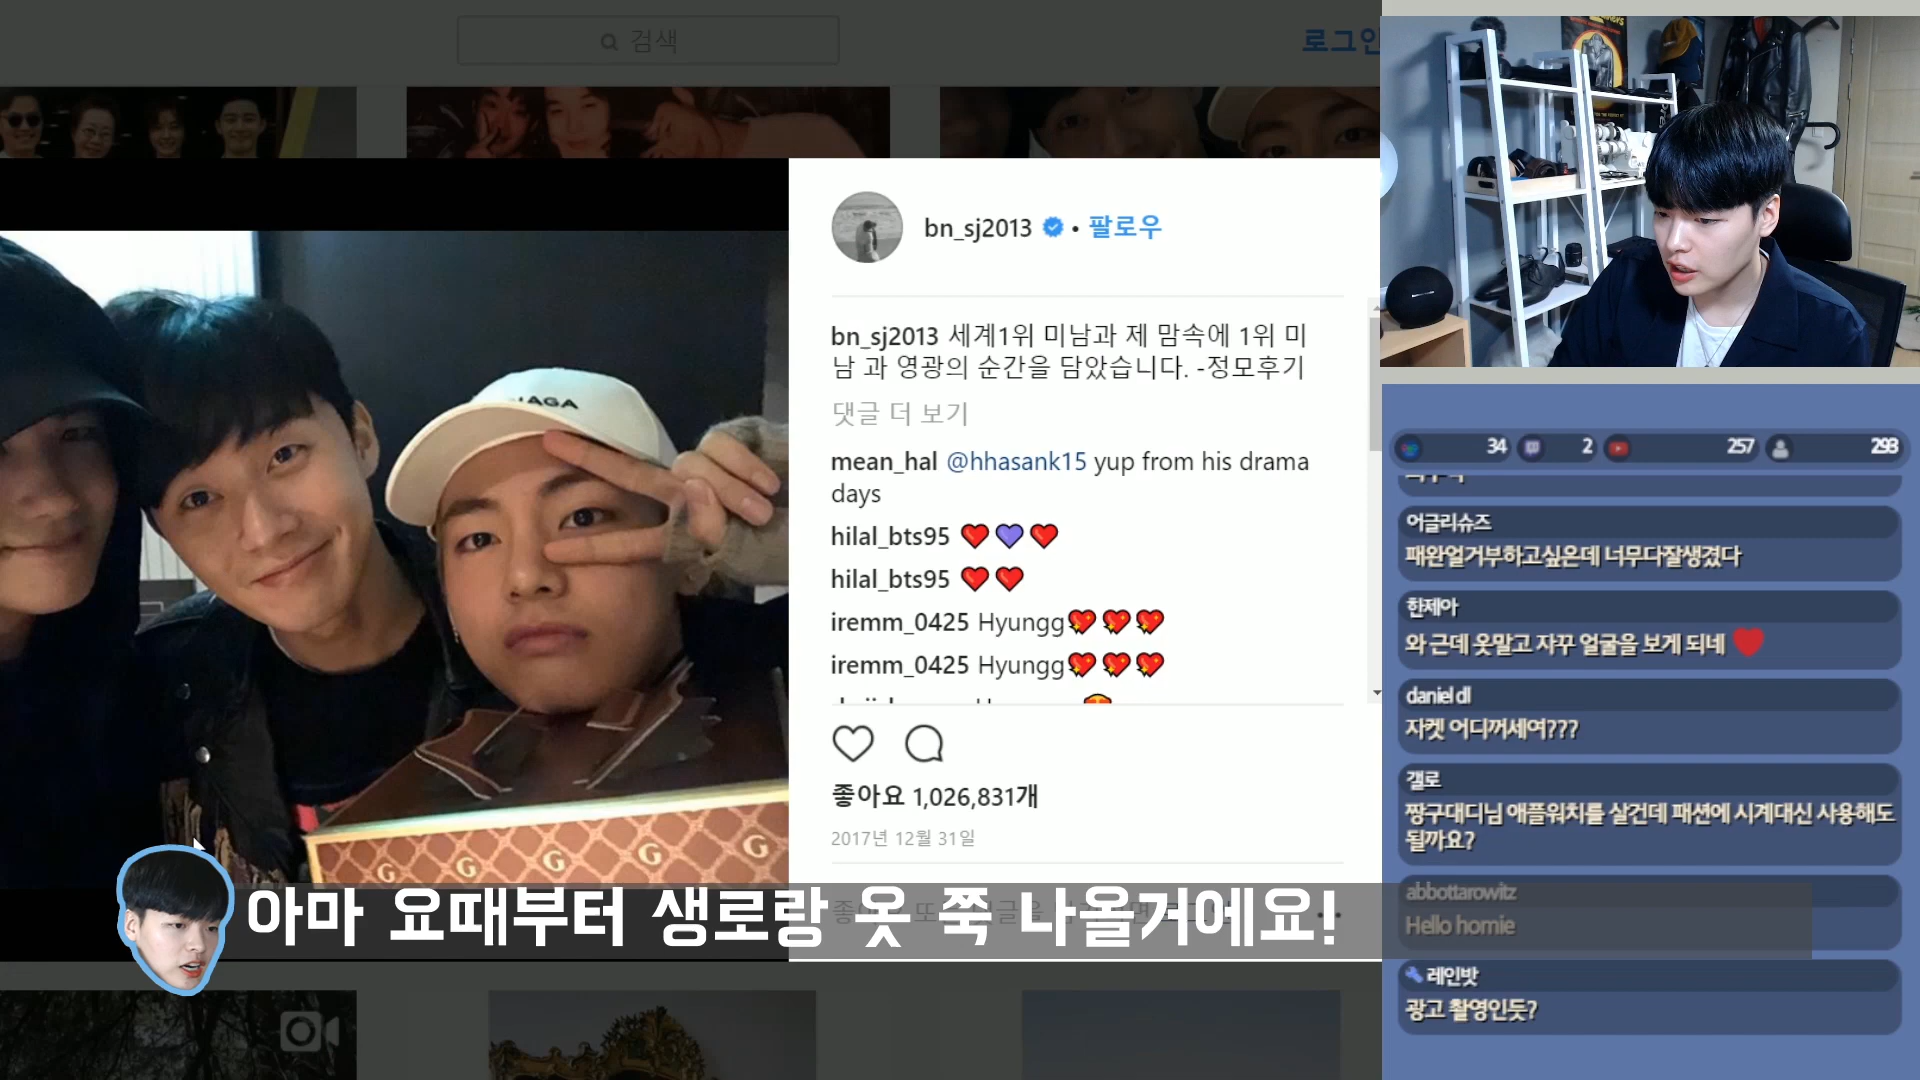 검색
로그인
bn_sj2013 • 팔로우
bn_sj2013 세계1위 미남과 제 맘속에 1위 미
남 과 영광의 순간을 담았습니다. -정모후기
댓글 더 보기
mean_hal @hhasank15 yup from his drama
days
hilal_bts95 ❤️💜❤️
hilal_bts95 ❤️❤️
iremm_0425 Hyungg💖💖💖
iremm_0425 Hyungg💖💖💖
좋아요 1,026,831개
2017년 12월 31일
G G G G G
아마 요때부터 생로랑 옷 쭉 나올거에요!
34 2 257 293
어글리슈즈
패완얼거부하고싶은데 너무다잘생겼다
한제아
와 근데 옷말고 자꾸 얼굴을 보게 되네 ❤️
daniel dl
자켓 어디꺼세여???
갤로
짱구대디님 애플워치를 살건데 패션에 시계대신 사용해도
될까요?
abbottarowitz
Hello homie
레인밧
광고 촬영인듯?